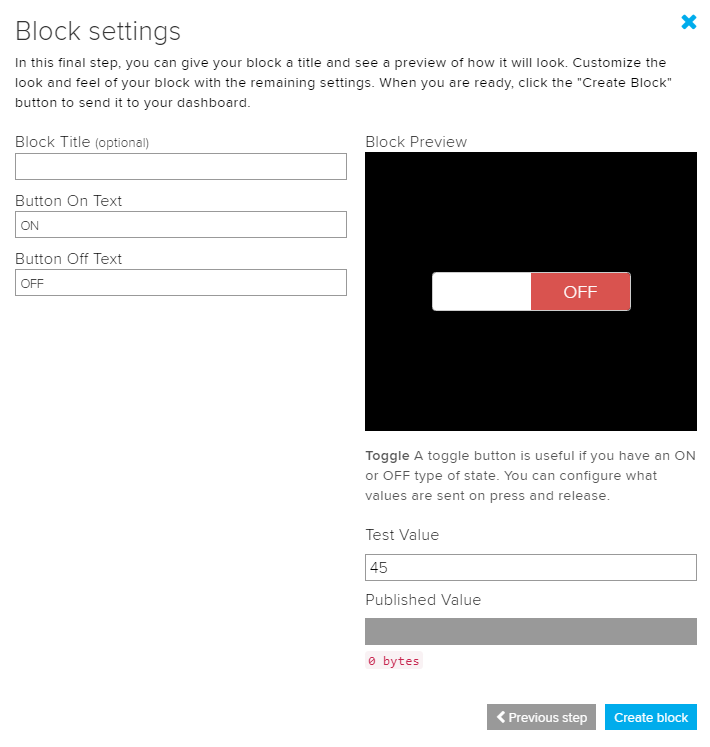 Block settings
In this final step, you can give your block a title and see a preview of how it will look. Customize the
look and feel of your block with the remaining settings. When you are ready, click the "Create Block"
button to send it to your dashboard.
Block Title (optional)
Button On Text
ON
Button Off Text
OFF
Block Preview
OFF
Toggle A toggle button is useful if you have an ON
or OFF type of state. You can configure what
values are sent on press and release.
Test Value
45
Published Value
0 bytes
Previous step
Create block